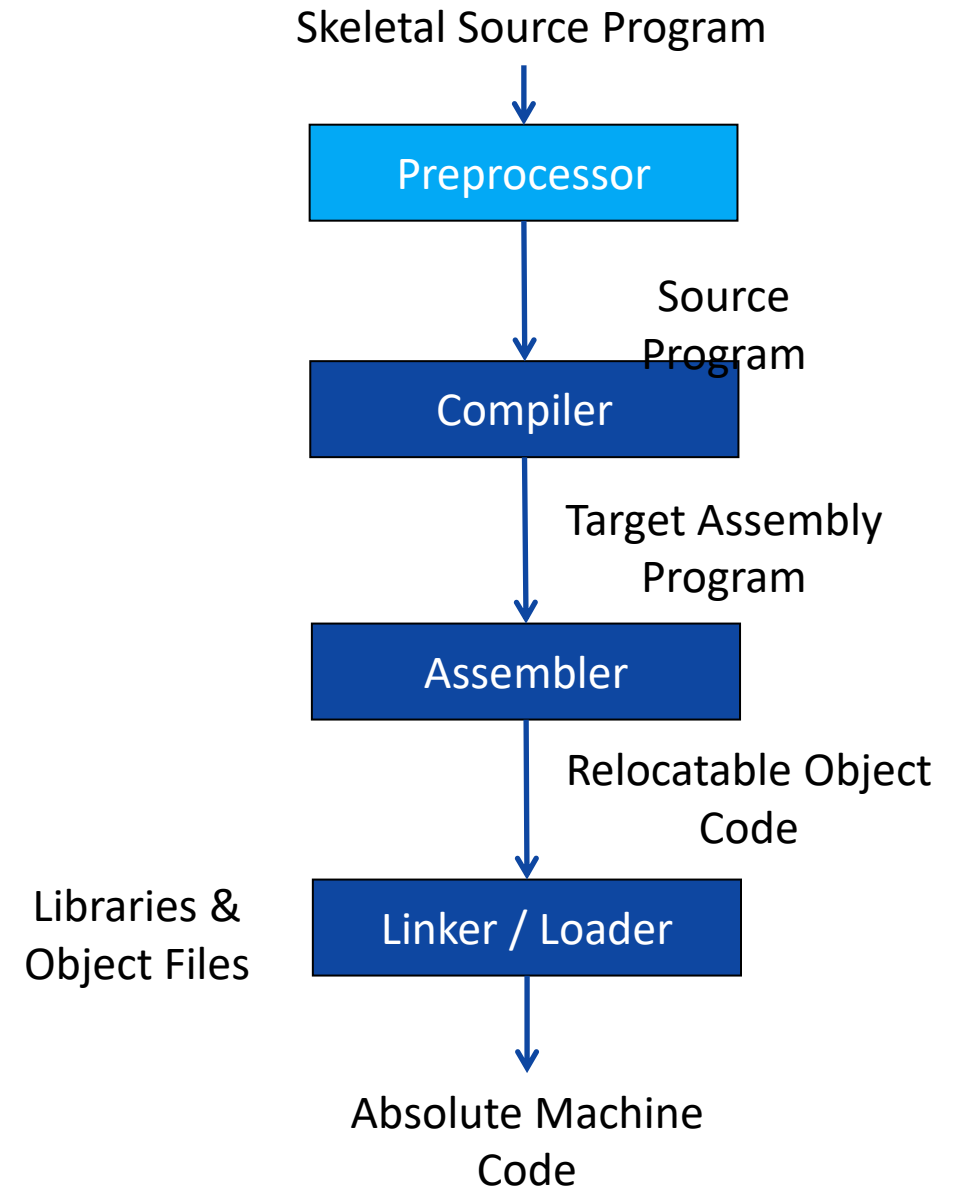 Skeletal Source Program
Preprocessor
Source
Program
Compiler
Target Assembly
Program
Assembler
Relocatable Object
Code
Libraries &
Object Files
Linker / Loader
Absolute Machine
Code